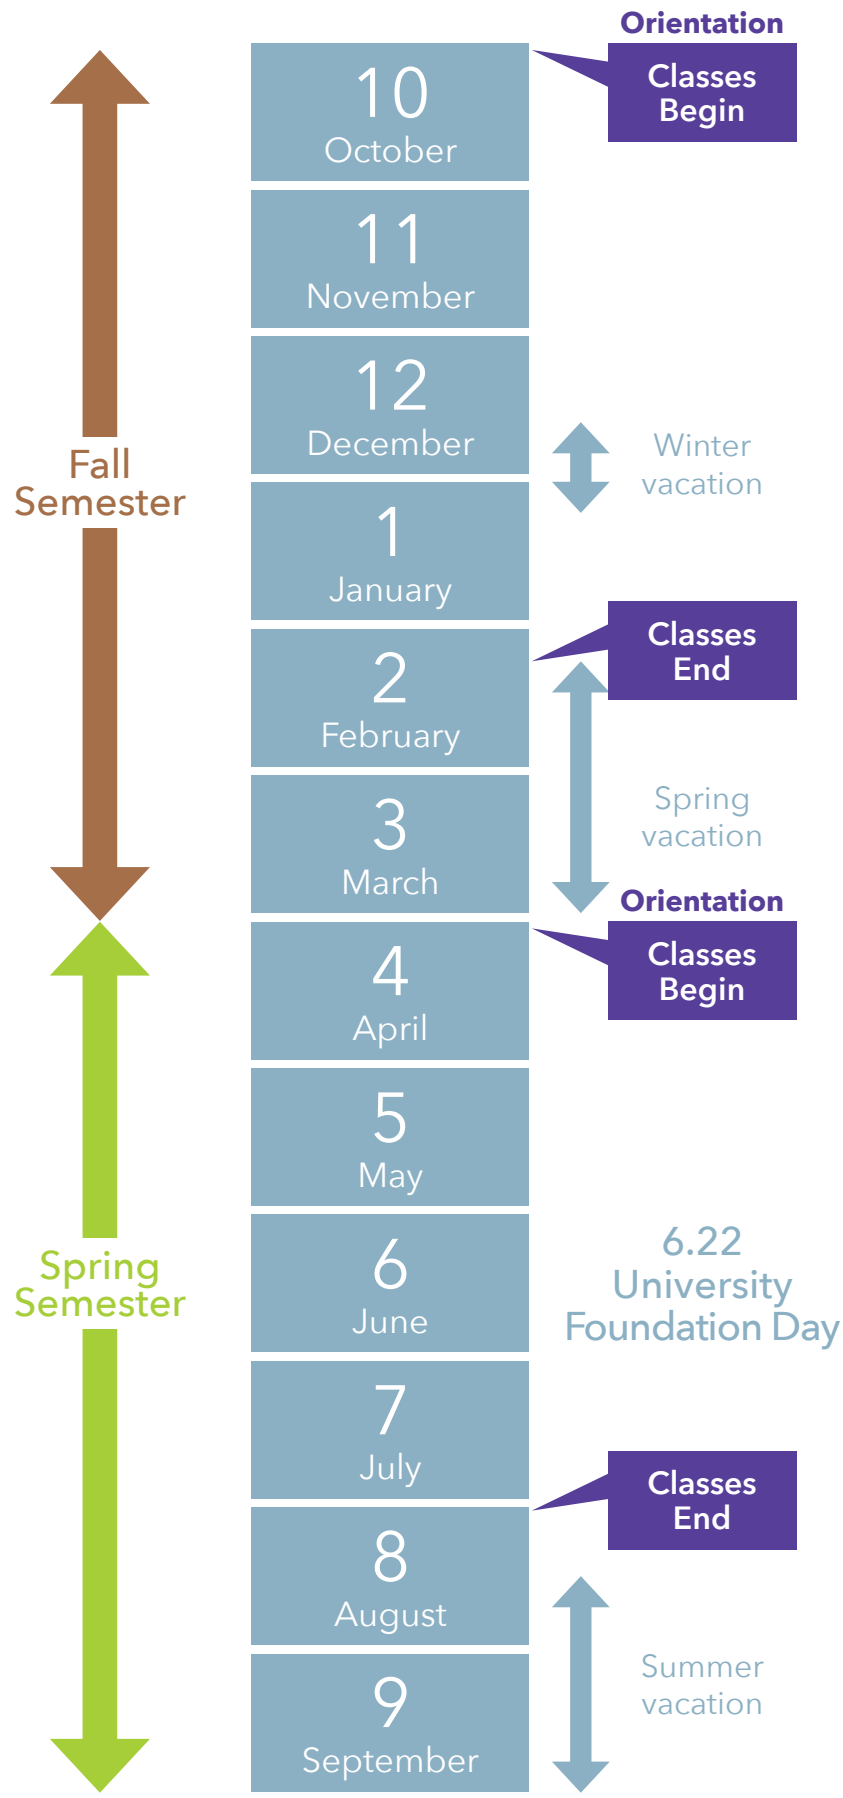 Orientation
Classes
Begin
10
October
11
November
12
December
Winter
vacation
Fall
Semester
1
January
Classes
End
2
February
Spring
vacation
3
March
Orientation
Classes
Begin
4
April
5
May
6.22
University
Foundation Day
6
June
Spring
Semester
7
July
Classes
End
8
August
Summer
vacation
9
September